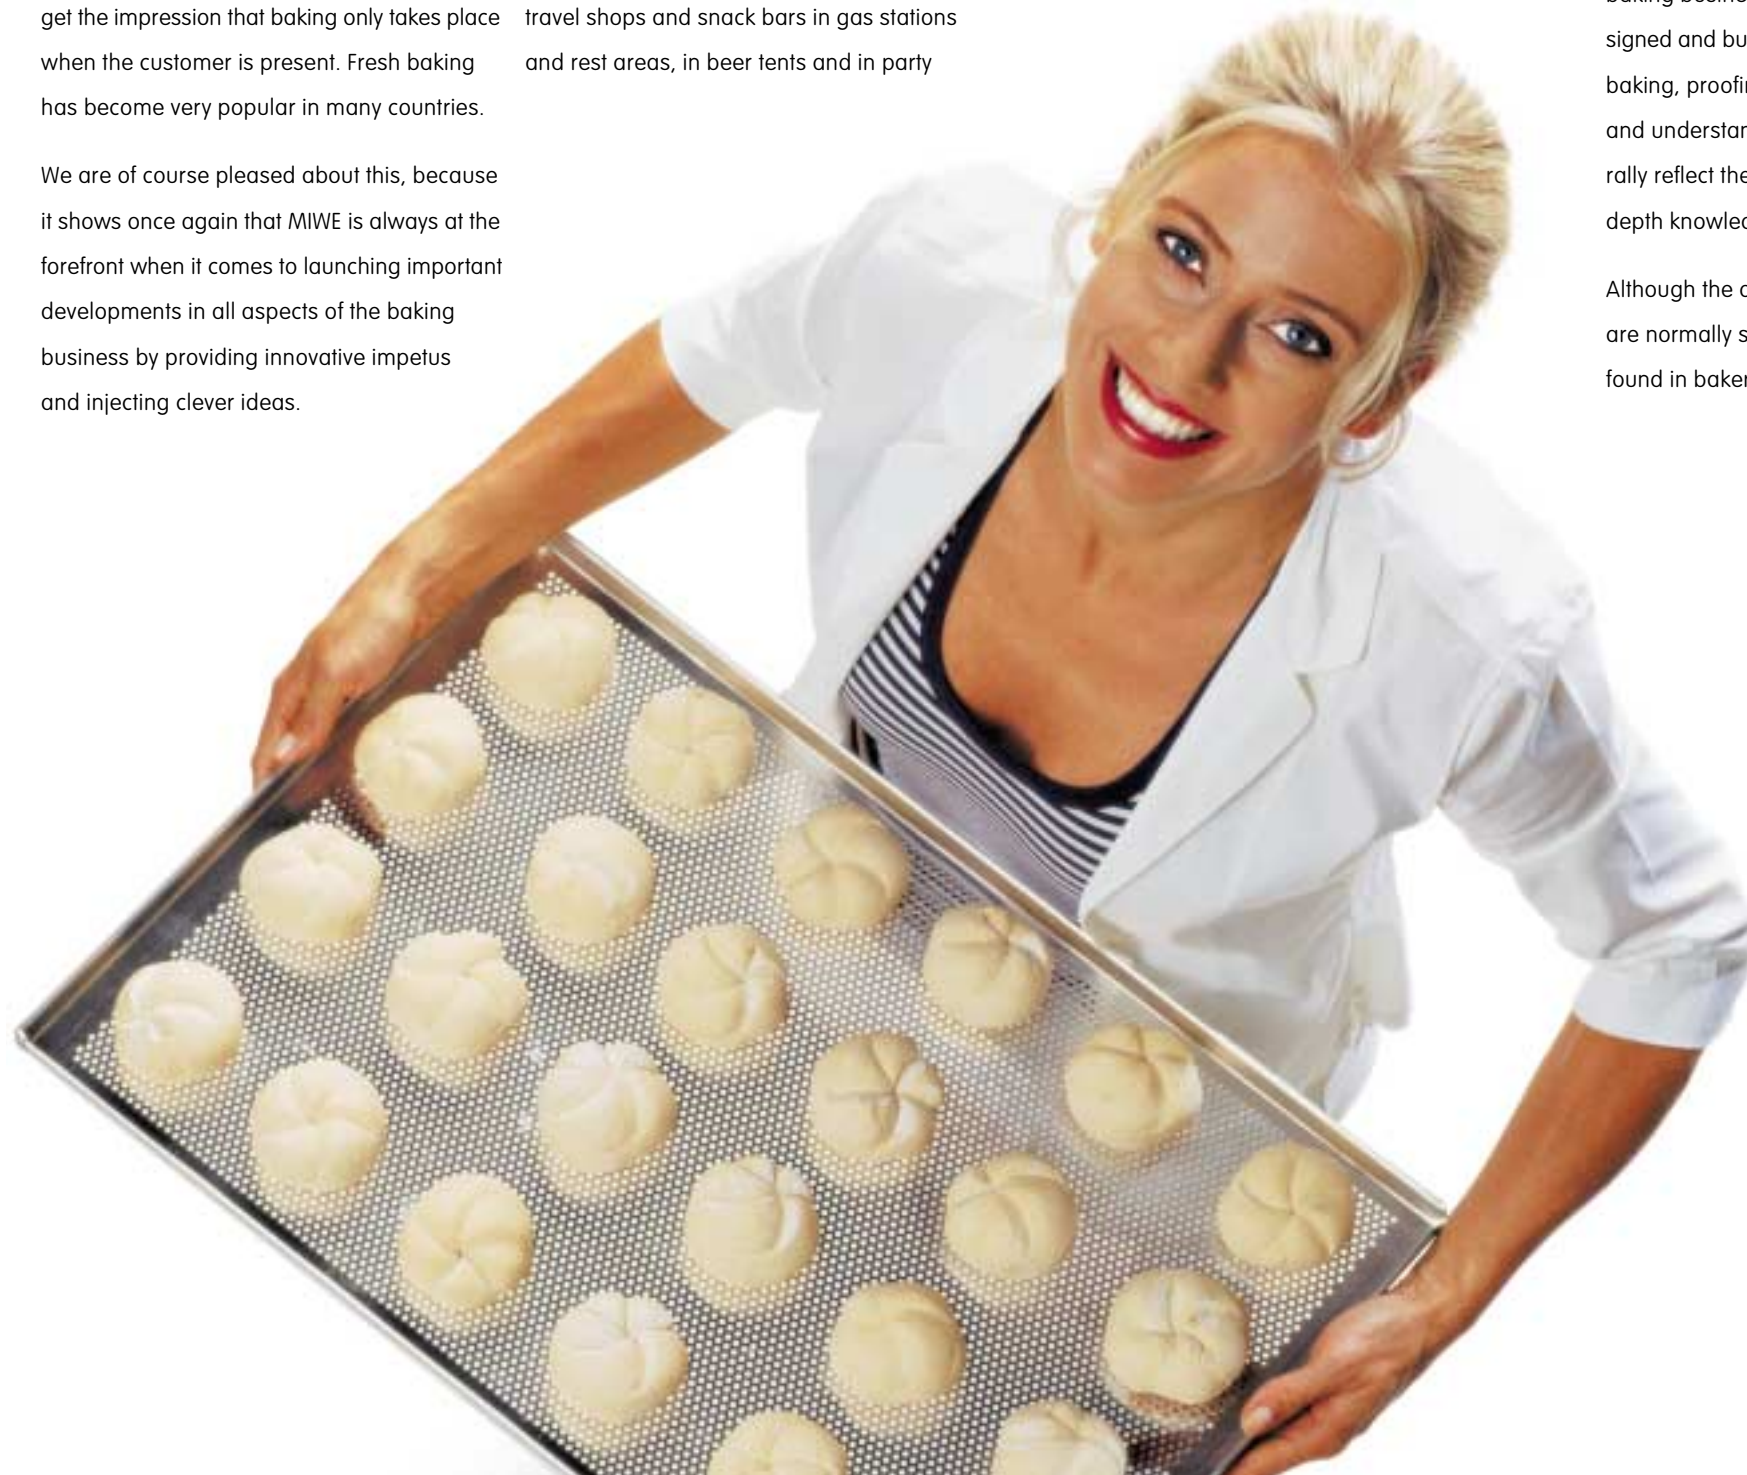 get the impression that baking only takes place
when the customer is present. Fresh baking
has become very popular in many countries.
We are of course pleased about this, because
it shows once again that MIWE is always at the
forefront when it comes to launching important
developments in all aspects of the baking
business by providing innovative impetus
and injecting clever ideas.
travel shops and snack bars in gas stations
and rest areas, in beer tents and in party
signed and bu
baking, proofi
and understan
rally reflect the
depth knowled
Although the
are normally s
found in baker